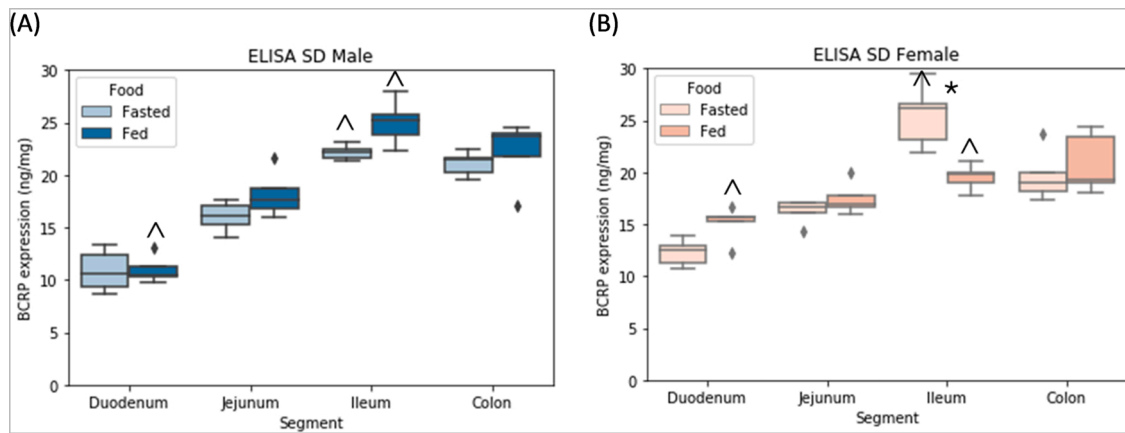 (A)
ELISA SD Male
BCRP expression (ng/mg)
30
25
20
15
10
5
0
Food
Fasted
Fed
^
^
^
Duodenum Jejunum Ileum Colon
Segment
(B)
ELISA SD Female
BCRP expression (ng/mg)
30
25
20
15
10
5
0
Food
Fasted
Fed
^
^ *
^
Duodenum Jejunum Ileum Colon
Segment